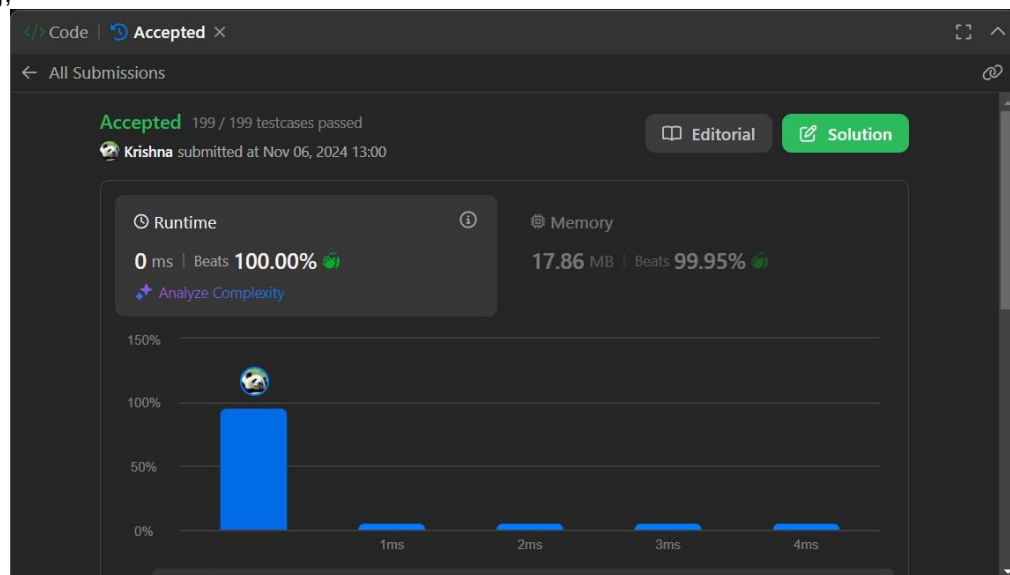 </> Code | Accepted ×
← All Submissions
Accepted 199 / 199 testcases passed
Krishna submitted at Nov 06, 2024 13:00
Editorial
Solution
Runtime
0 ms | Beats 100.00%
Analyze Complexity
Memory
17.86 MB | Beats 99.95%
150%
100%
50%
0%
1ms 2ms 3ms 4ms